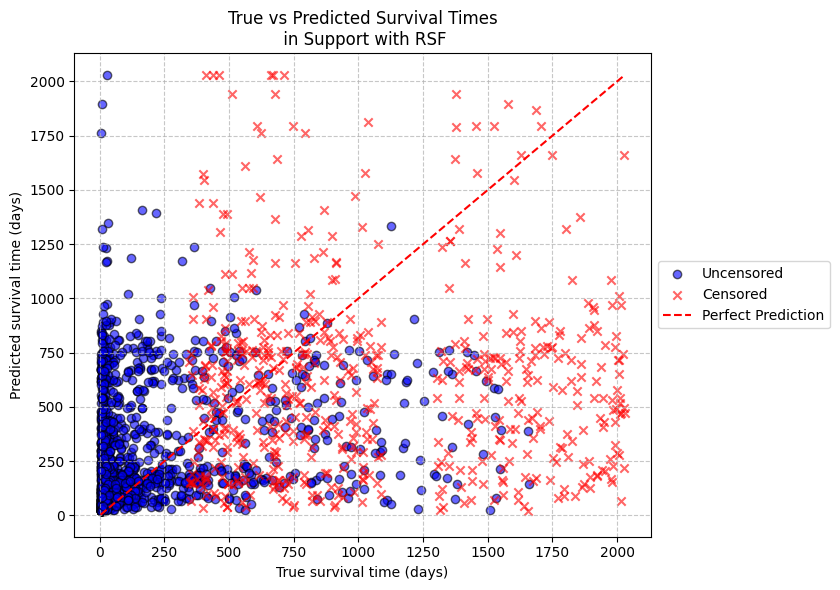 True vs Predicted Survival Times
in Support with RSF
Predicted survival time (days)
2000
1750
1500
1250
1000
750
500
250
0
0 250 500 750 1000 1250 1500 1750 2000
True survival time (days)
Uncensored
Censored
Perfect Prediction